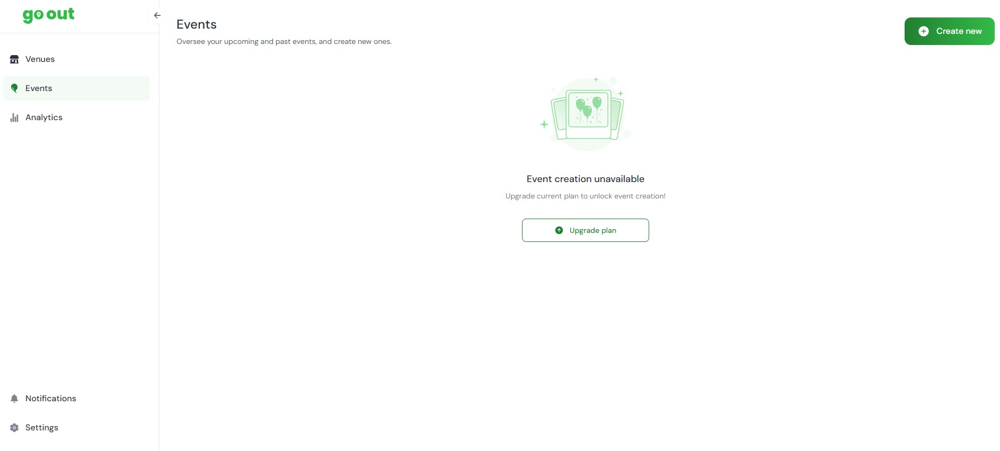 go out
Venues
Events
Analytics
Notifications
Settings
Events
Oversee your upcoming and past events, and create new ones.
Create new
Event creation unavailable
Upgrade current plan to unlock event creation!
Upgrade plan